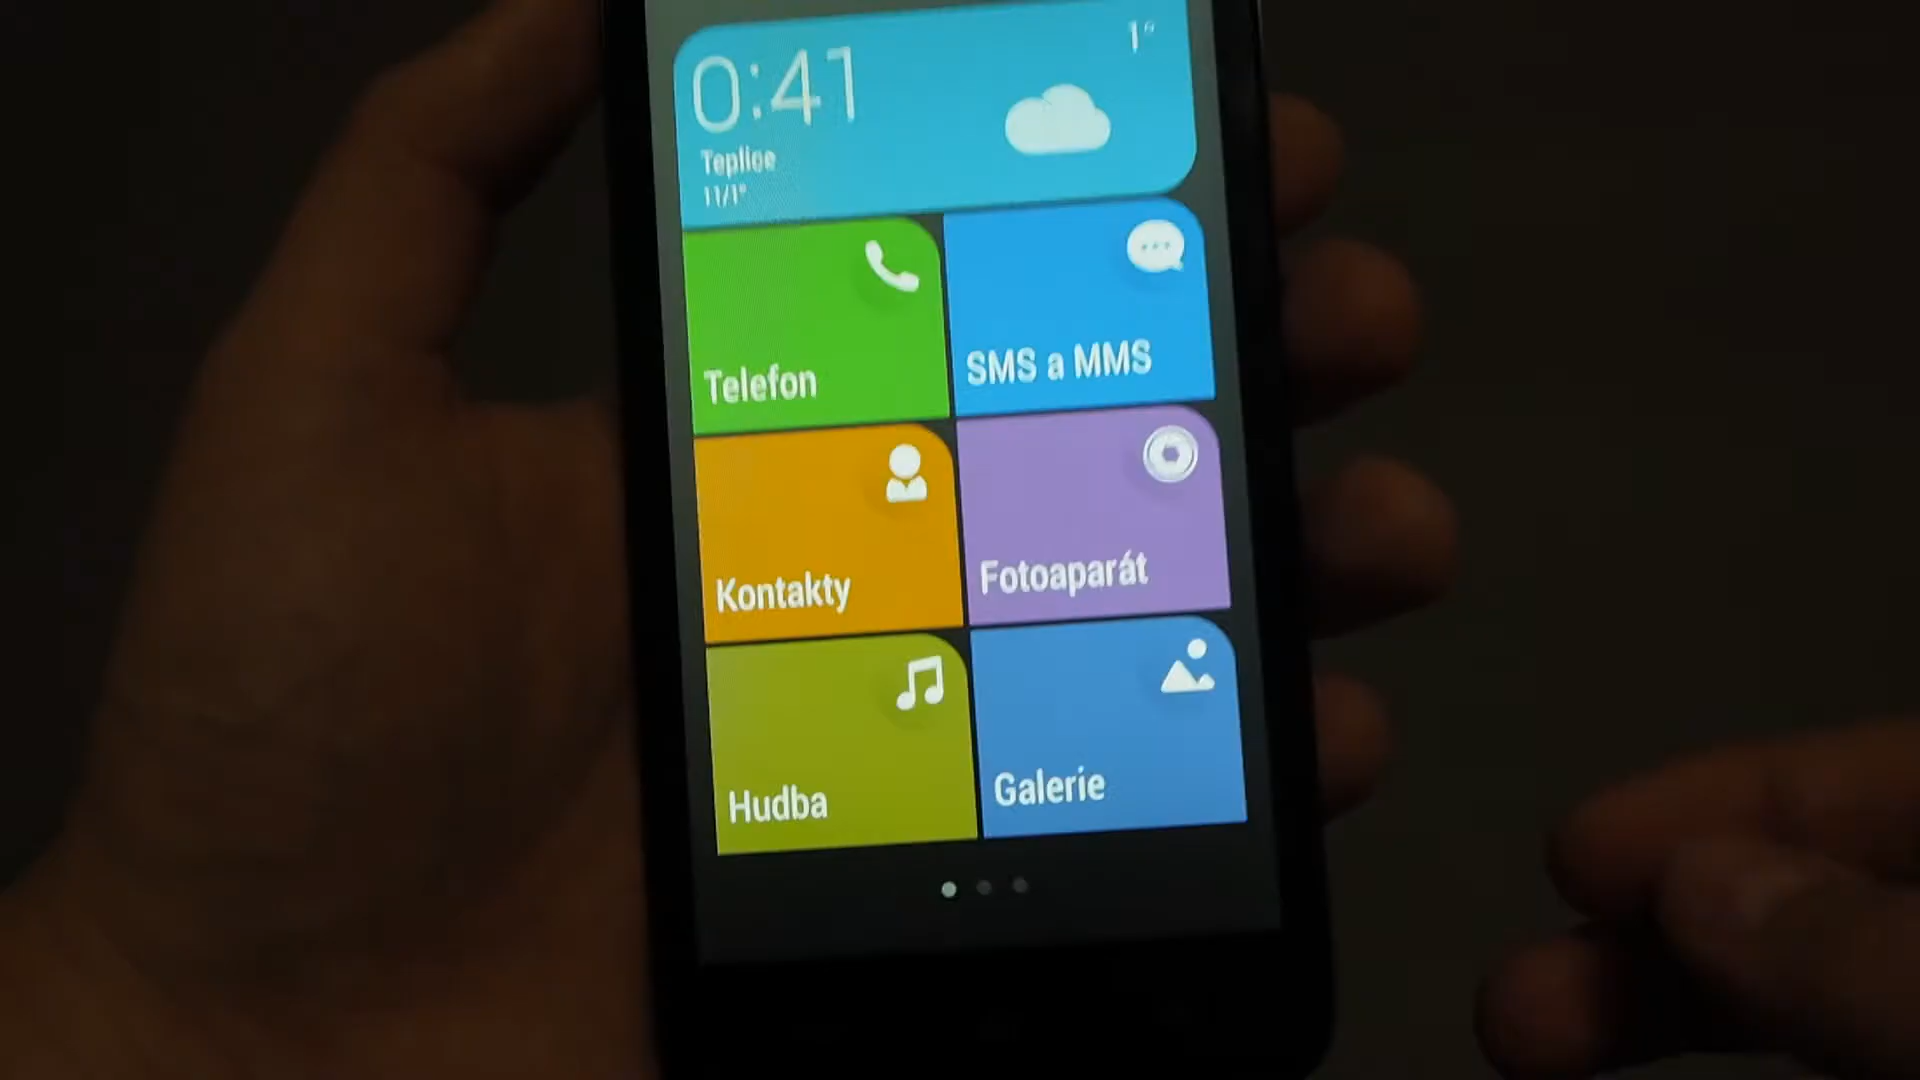 0:41
1°
Teplice
11/1°
Telefon
SMS a MMS
Kontakty
Fotoaparát
Hudba
Galerie